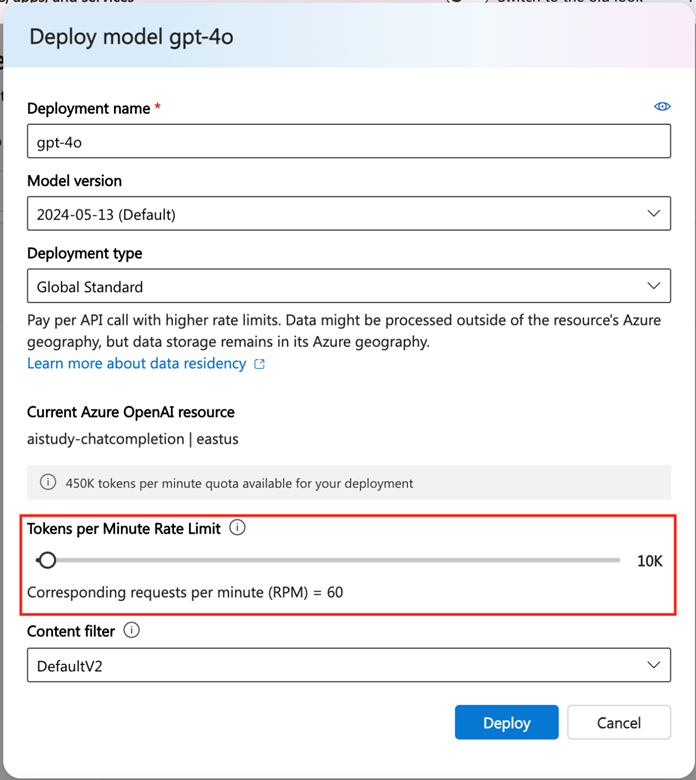 Deploy model gpt-4o
Deployment name *
gpt-4o
Model version
2024-05-13 (Default)
Deployment type
Global Standard
Pay per API call with higher rate limits. Data might be processed outside of the resource's Azure
geography, but data storage remains in its Azure geography.
Learn more about data residency
Current Azure OpenAI resource
aistudy-chatcompletion | eastus
450K tokens per minute quota available for your deployment
Tokens per Minute Rate Limit
10K
Corresponding requests per minute (RPM) = 60
Content filter
DefaultV2
Deploy Cancel